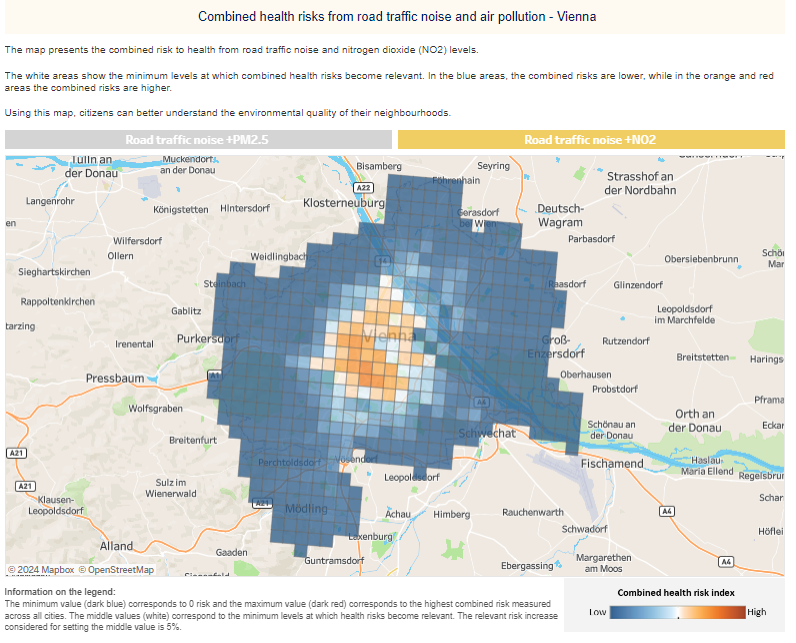 Combined health risks from road traffic noise and air pollution - Vienna
The map presents the combined risk to health from road traffic noise and nitrogen dioxide (NO2) levels.
The white areas show the minimum levels at which combined health risks become relevant. In the blue areas, the combined risks are lower, while in the orange and red
areas the combined risks are higher.
Using this map, citizens can better understand the environmental quality of their neighbourhoods.
Road traffic noise +PM2.5
Road traffic noise +NO2
Tulln an
der Donau
Muckendorf
an der Donau
Bisamberg
Seyring
Strasshof an
der Nordbahn
A22
Föhrenhain
Langenrohr
Königstetten
Hintersdorf
Klosterneuburg
Gerasdorf
bei Wien
Deutsch-
Wagram
en
Wilfersdorf
Parbasdorf
Ollern
Weidlingbach
Obersiebenbrunn
Schö
Mar
Sieghartskirchen
Steinbach
Raasdorf
Glinzendorf
Rappoltenkirchen
Gablitz
Leopoldsdorf
im Marchfelde
tarzing
Irenental
Purkersdorf
Vienna
Groß-
Enzersdorf
Rutzendorf
Breitstetten
Harings
Pressbaum
A1
Oberhausen
Probstdorf
Wolfsgraben
A4
Orth an
der Donau
Pframa
Breitenfurt
Schwechat
Schönau an
der Donau
Eckar
A21
Perchtoldsdorf
Vösendorf
Fischamend
Haslau-
Maria Ellend
Regelsbrun
Sulz im
Wienerwald
Leopoldsdorf
A21
Klausen-
Leopoldsdorf
A21
Mödling
Achau
Himberg
Rauchenwarth
A4
Schar
Alland
Laxenburg
Schwadorf
Höflei
Gaaden
Guntramsdorf
Ebergassing
Margarethen
am Moos
A4
© 2024 Mapbox © OpenStreetMap
Information on the legend:
The minimum value (dark blue) corresponds to 0 risk and the maximum value (dark red) corresponds to the highest combined risk measured
across all cities. The middle values (white) correspond to the minimum levels at which health risks become relevant. The relevant risk increase
considered for setting the middle value is 5%.
Combined health risk index
Low
High